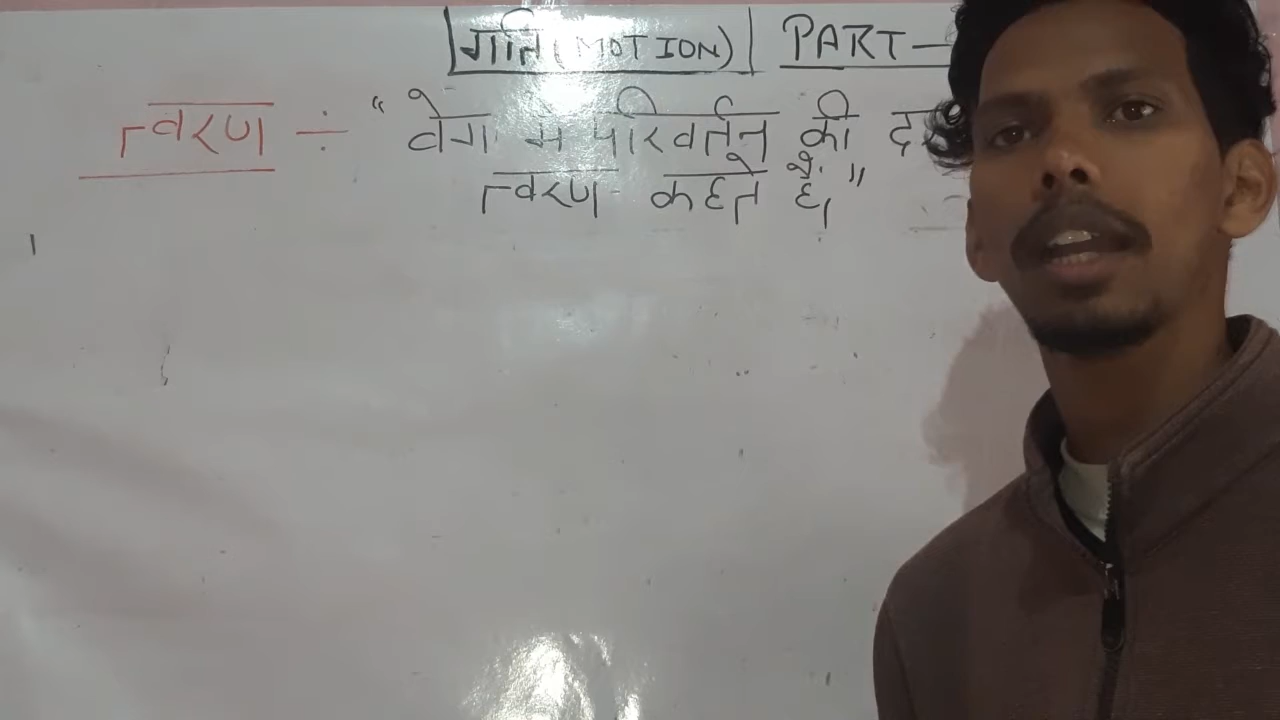 गति (MOTION) PART-
त्वरण ÷ "वेग में परिवर्तन की
त्वरण कहते हैं।"